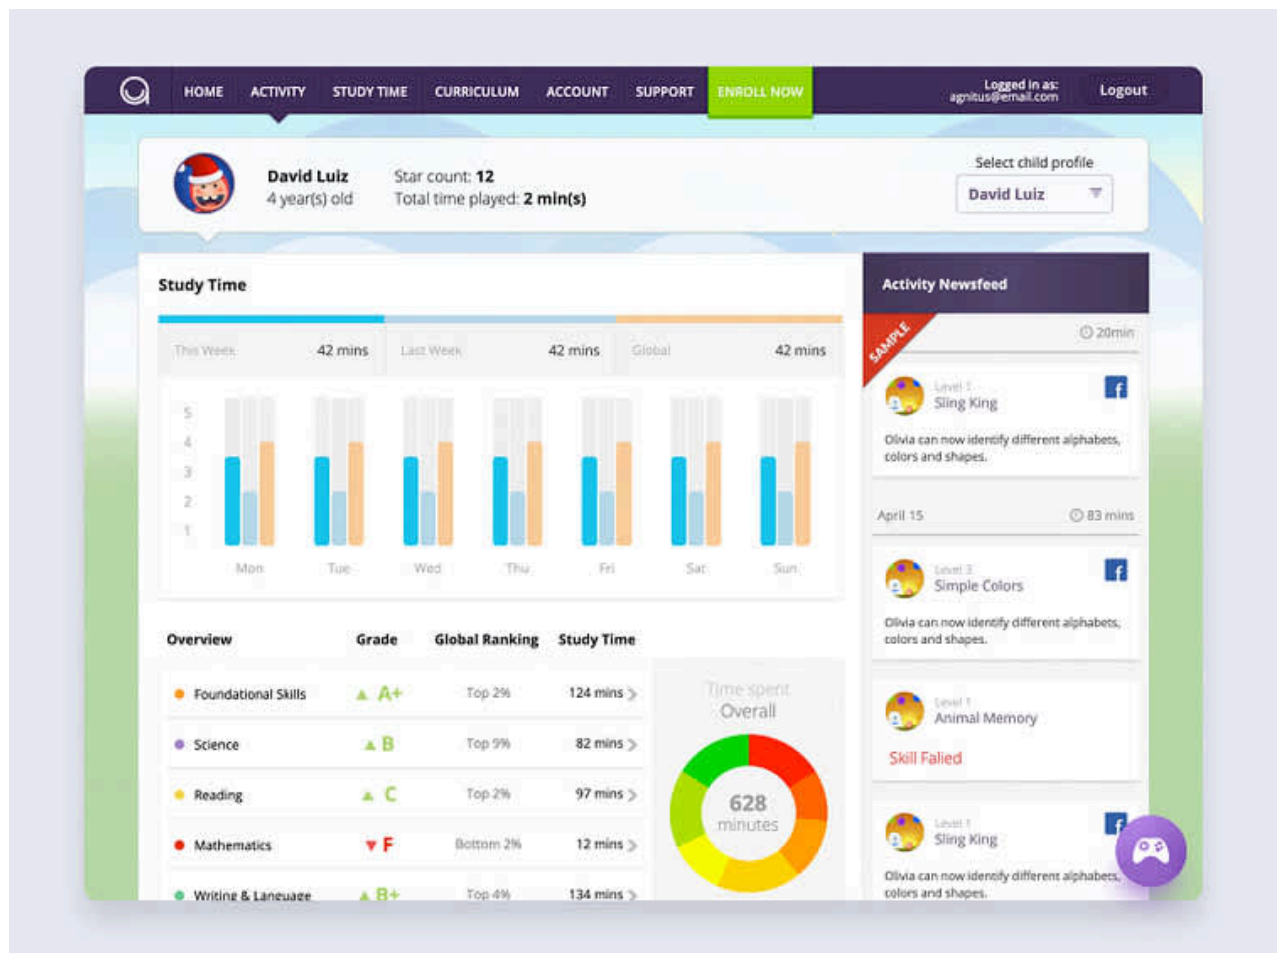 HOME ACTIVITY STUDY TIME CURRICULUM ACCOUNT SUPPORT ENROLL NOW
Logged in as:
agnitus@email.com
Logout
David Luiz
4 year(s) old
Star count: 12
Total time played: 2 min(s)
Select child profile
David Luiz
Study Time
This Week 42 mins Last Week 42 mins Global 42 mins
5
4
3
2
1
Mon Tue Wed Thu Fri Sat Sun
Overview Grade Global Ranking Study Time
Foundational Skills A+ Top 2% 124 mins
Science B Top 9% 82 mins
Reading C Top 2% 97 mins
Mathematics F Bottom 2% 12 mins
Writing & Language B+ Top 4% 134 mins
Time spent
Overall
628
minutes
Activity Newsfeed
SAMPLE
20min
Level 1
Sling King
f
Olivia can now identify different alphabets,
colors and shapes.
April 15 83 mins
Level 3
Simple Colors
f
Olivia can now identify different alphabets,
colors and shapes.
Level 1
Animal Memory
Skill Falied
Level 1
Sling King
f
Olivia can now identify different alphabets,
colors and shapes.